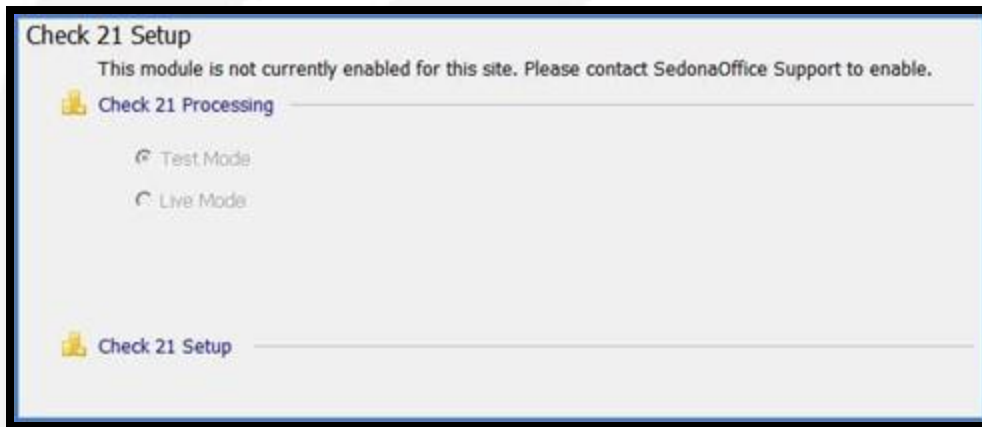 Check 21 Setup
This module is not currently enabled for this site. Please contact SedonaOffice Support to enable.
Check 21 Processing
Test Mode
Live Mode
Check 21 Setup